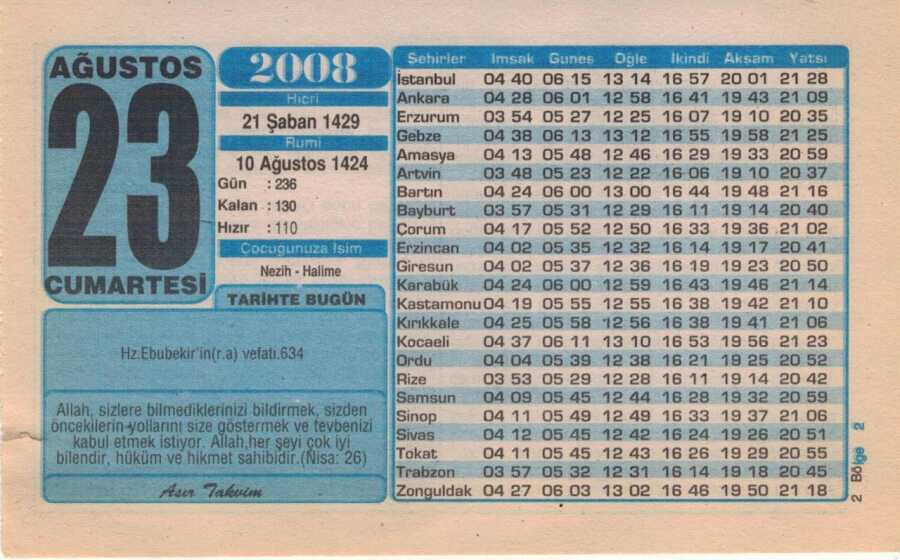 AĞUSTOS
23
CUMARTESİ
2008
Hicri
21 Şaban 1429
Rumi
10 Ağustos 1424
Gün : 236
Kalan : 130
Hızır : 110
Çocugunuza Isim
Nezih - Halime
TARİHTE BUGÜN
Hz.Ebubekir'in(r.a) vefatı.634
Allah, sizlere bilmediklerinizi bildirmek, sizden
öncekilerin yollarını size göstermek ve tevbenizi
kabul etmek istiyor. Allah,her şeyi çok iyi
bilendir, hüküm ve hikmet sahibidir.(Nisa: 26)
Asır Takvim
Sehirler Imsak Gunes Oğle İkindi Aksam Yatsı
İstanbul 04 40 06 15 13 14 16 57 20 01 21 28
Ankara 04 28 06 01 12 58 16 41 19 43 21 09
Erzurum 03 54 05 27 12 25 16 07 19 10 20 35
Gebze 04 38 06 13 13 12 16 55 19 58 21 25
Amasya 04 13 05 48 12 46 16 29 19 33 20 59
Artvin 03 48 05 23 12 22 16 06 19 10 20 37
Bartın 04 24 06 00 13 00 16 44 19 48 21 16
Bayburt 03 57 05 31 12 29 16 11 19 14 20 40
Çorum 04 17 05 52 12 50 16 33 19 36 21 02
Erzincan 04 02 05 35 12 32 16 14 19 17 20 41
Giresun 04 02 05 37 12 36 16 19 19 23 20 50
Karabük 04 24 06 00 12 59 16 43 19 46 21 14
Kastamonu 04 19 05 55 12 55 16 38 19 42 21 10
Kırıkkale 04 25 05 58 12 56 16 38 19 41 21 06
Kocaeli 04 37 06 11 13 10 16 53 19 56 21 23
Ordu 04 04 05 39 12 38 16 21 19 25 20 52
Rize 03 53 05 29 12 28 16 11 19 14 20 42
Samsun 04 09 05 45 12 44 16 28 19 32 20 59
Sinop 04 11 05 49 12 49 16 33 19 37 21 06
Sivas 04 12 05 45 12 42 16 24 19 26 20 51
Tokat 04 11 05 45 12 43 16 26 19 29 20 55
Trabzon 03 57 05 32 12 31 16 14 19 18 20 45
Zonguldak 04 27 06 03 13 02 16 46 19 50 21 18
2 Bölge 2